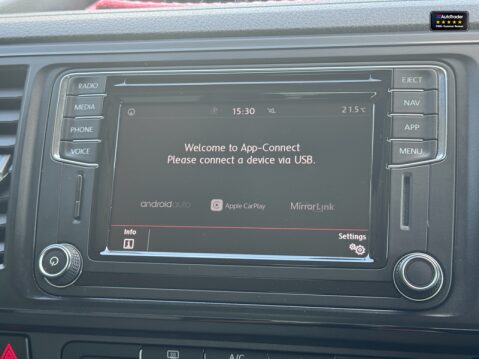 AutoTrader
RADIO
MEDIA
PHONE
VOICE
EJECT
NAV
APP
MENU
15:30
21.5°C
Welcome to App-Connect
Please connect a device via USB.
androidauto
Apple CarPlay
MirrorLink
Info
Settings
A/C